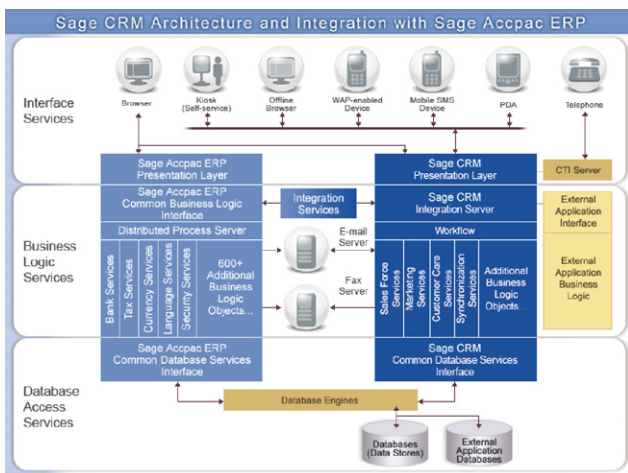 Sage CRM Architecture and Integration with Sage Accpac ERP
Interface
Services
Browser
Kiosk
(Self-service)
Offline
Browser
WAP-enabled
Device
Mobile SMS
Device
PDA
Telephone
Sage Accpac ERP
Presentation Layer
Sage CRM
Presentation Layer
CTI Server
Business
Logic
Services
Sage Accpac ERP
Common Business Logic
Interface
Integration
Services
Sage CRM
Integration Server
External
Application
Interface
Distributed Process Server
Workflow
E-mail
Server
Fax
Server
Bank Services
Tax Services
Currency Services
Language Services
Security Services
600+
Additional
Business
Logic
Objects...
Sales Force
Services
Marketing
Services
Customer Care
Services
Synchronization
Services
Additional
Business
Logic
Objects...
External
Application
Business
Logic
Database
Access
Services
Sage Accpac ERP
Common Database Services
Interface
Sage CRM
Common Database Services
Interface
Database Engines
Databases
(Data Stores)
External
Application
Databases